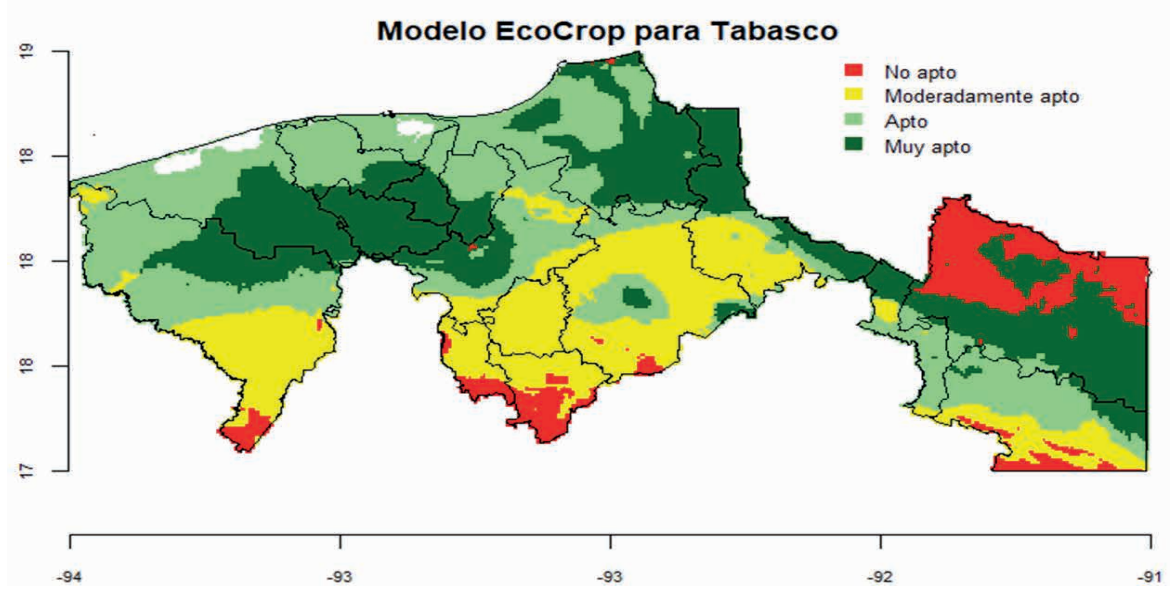 Modelo EcoCrop para Tabasco
No apto
Moderadamente apto
Apto
Muy apto
19
18
18
18
17
-94
-93
-93
-92
-91